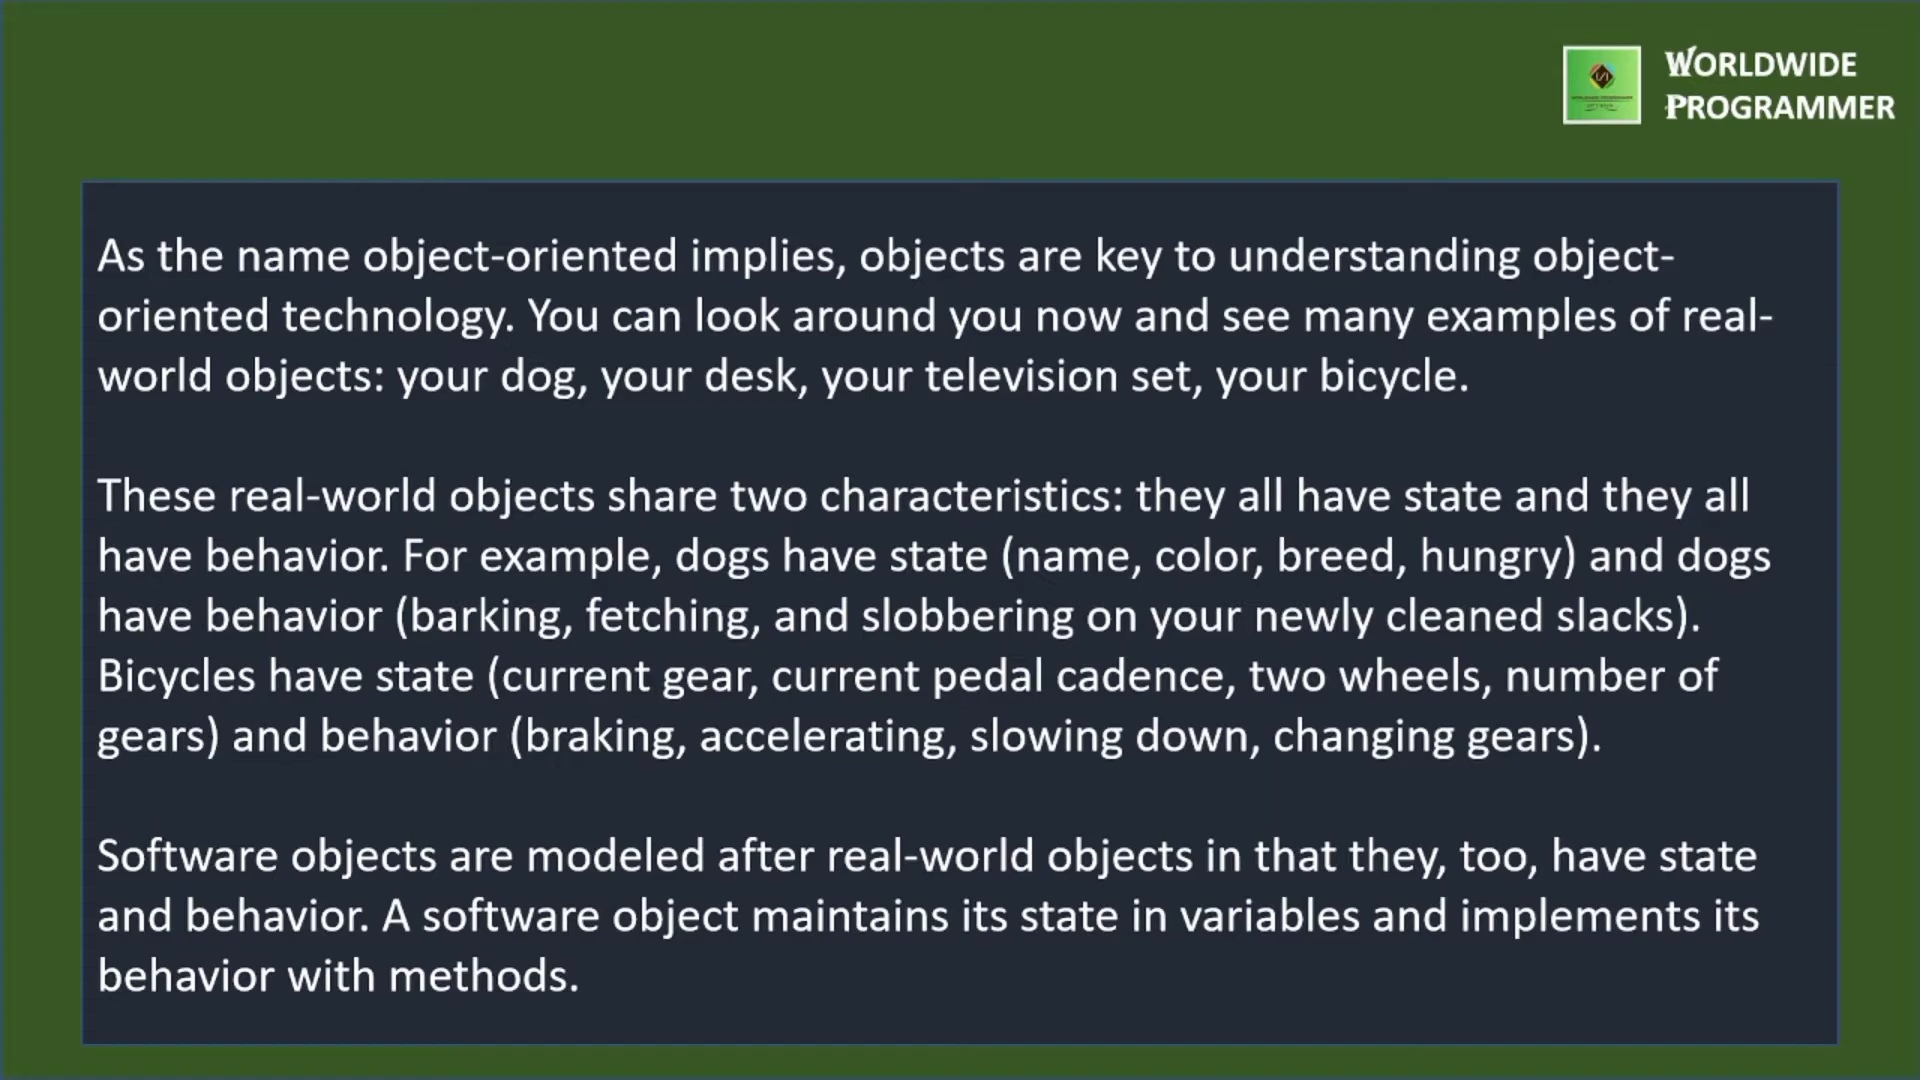 WORLDWIDE
PROGRAMMER
As the name object-oriented implies, objects are key to understanding object-
oriented technology. You can look around you now and see many examples of real-
world objects: your dog, your desk, your television set, your bicycle.
These real-world objects share two characteristics: they all have state and they all
have behavior. For example, dogs have state (name, color, breed, hungry) and dogs
have behavior (barking, fetching, and slobbering on your newly cleaned slacks).
Bicycles have state (current gear, current pedal cadence, two wheels, number of
gears) and behavior (braking, accelerating, slowing down, changing gears).
Software objects are modeled after real-world objects in that they, too, have state
and behavior. A software object maintains its state in variables and implements its
behavior with methods.